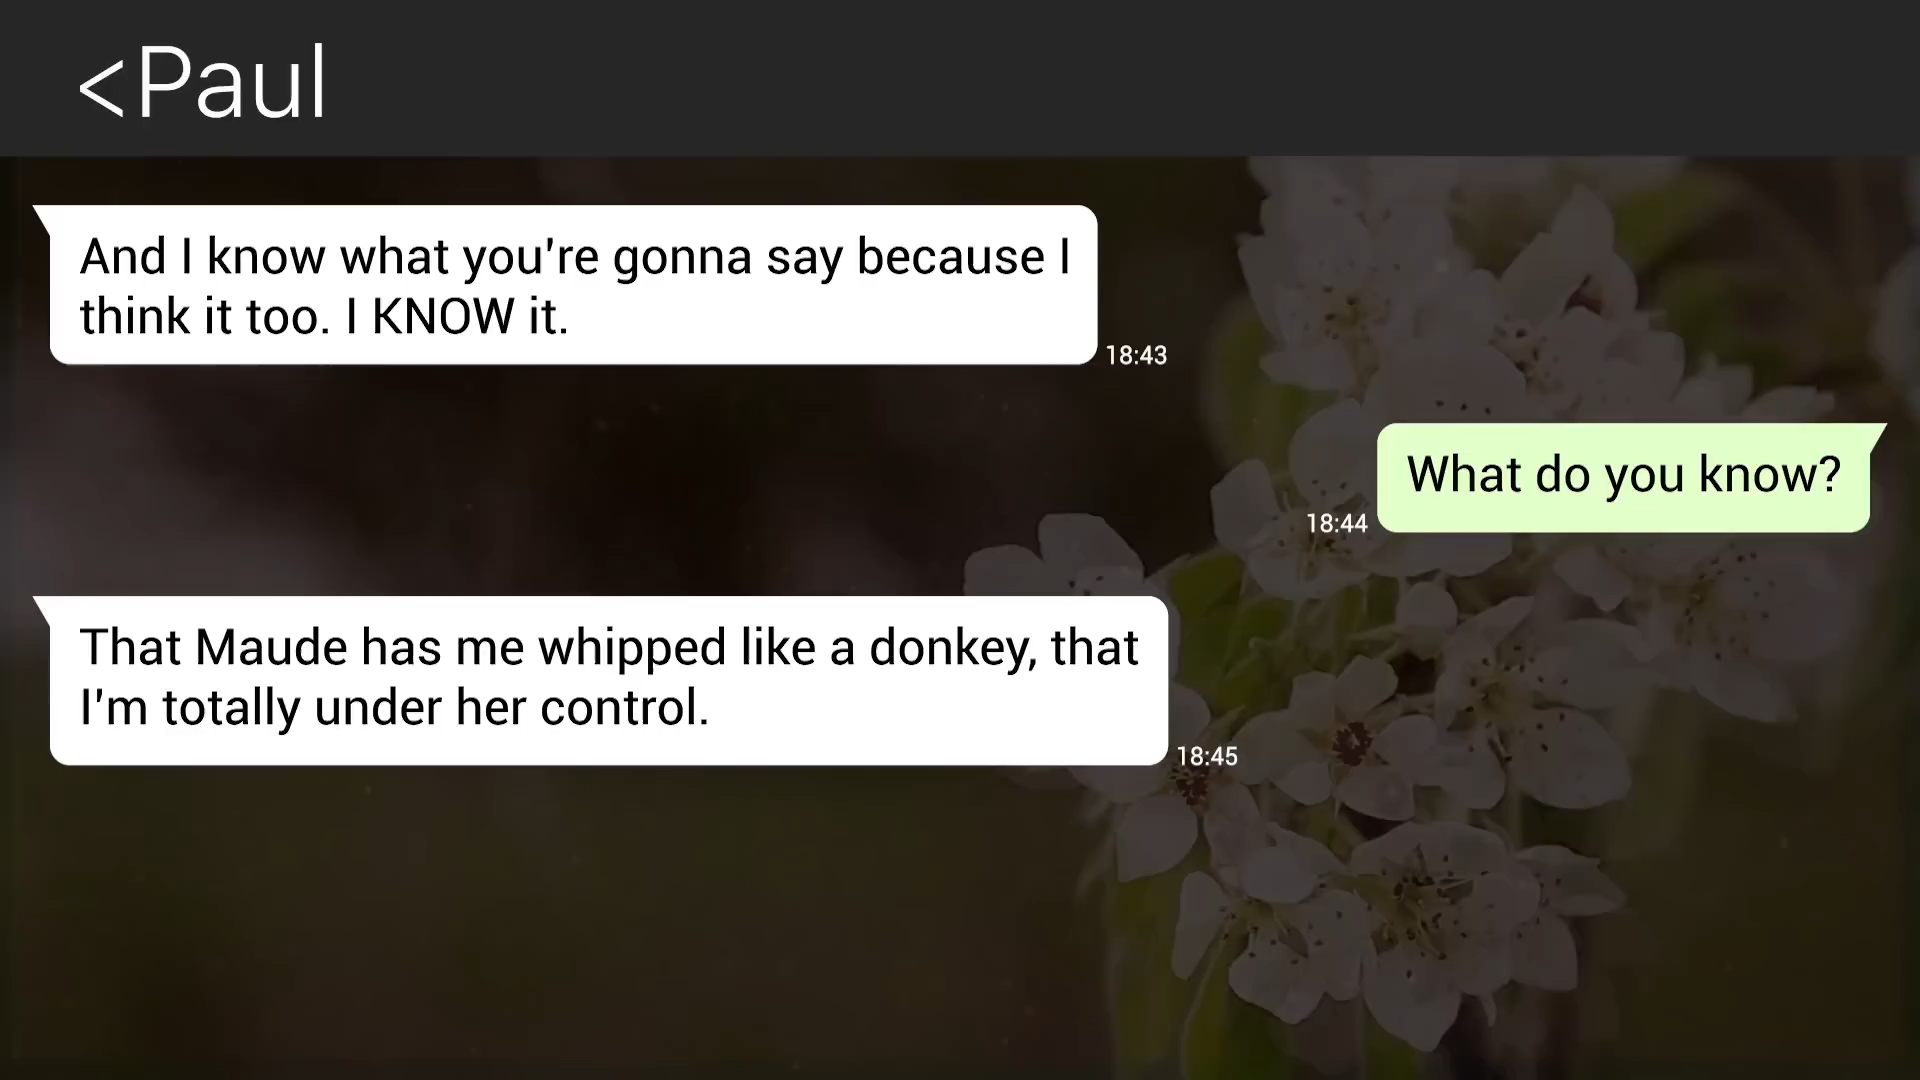 <Paul
And I know what you're gonna say because I
think it too. I KNOW it.
18:43
What do you know?
18:44
That Maude has me whipped like a donkey, that
I'm totally under her control.
18:45